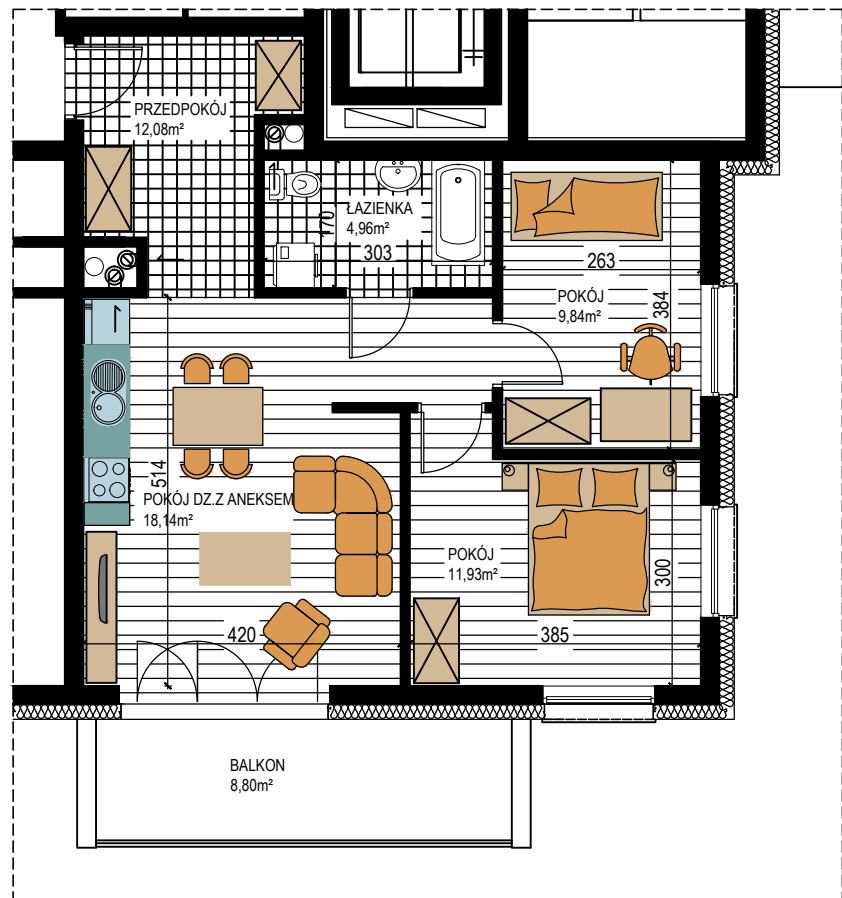 PRZEDPOKÓJ
12,08m²
ŁAZIENKA
4,96m²
170
303
263
POKÓJ
9,84m²
384
514
POKÓJ DZ.Z ANEKSEM
18,14m²
POKÓJ
11,93m²
300
420
385
BALKON
8,80m²